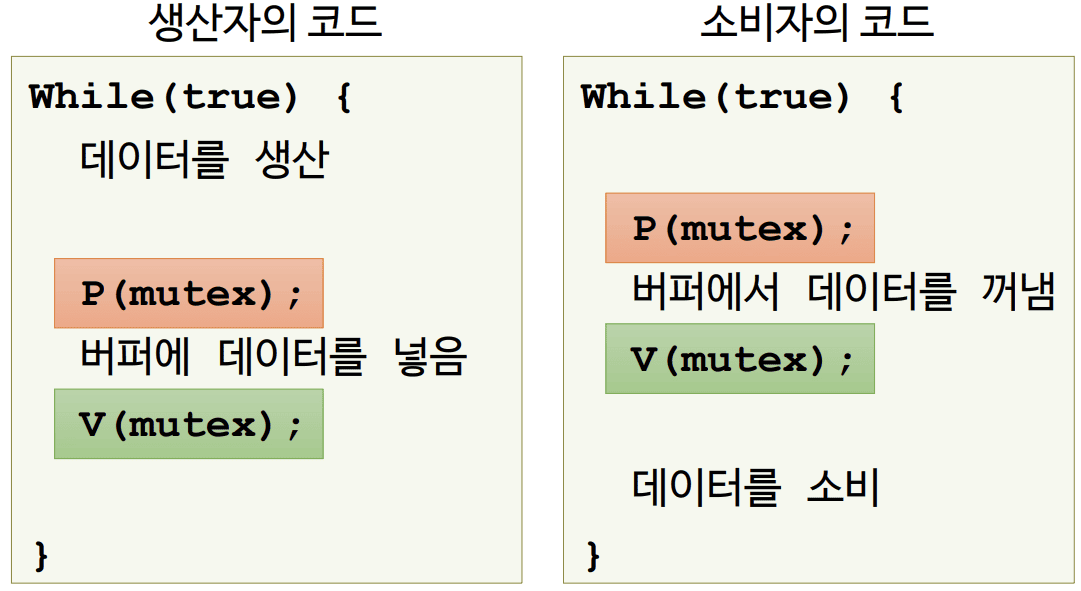 생산자의 코드
While(true) {
데이터를 생산
P(mutex);
버퍼에 데이터를 넣음
V(mutex);
}
소비자의 코드
While(true) {
P(mutex);
버퍼에서 데이터를 꺼냄
V(mutex);
데이터를 소비
}